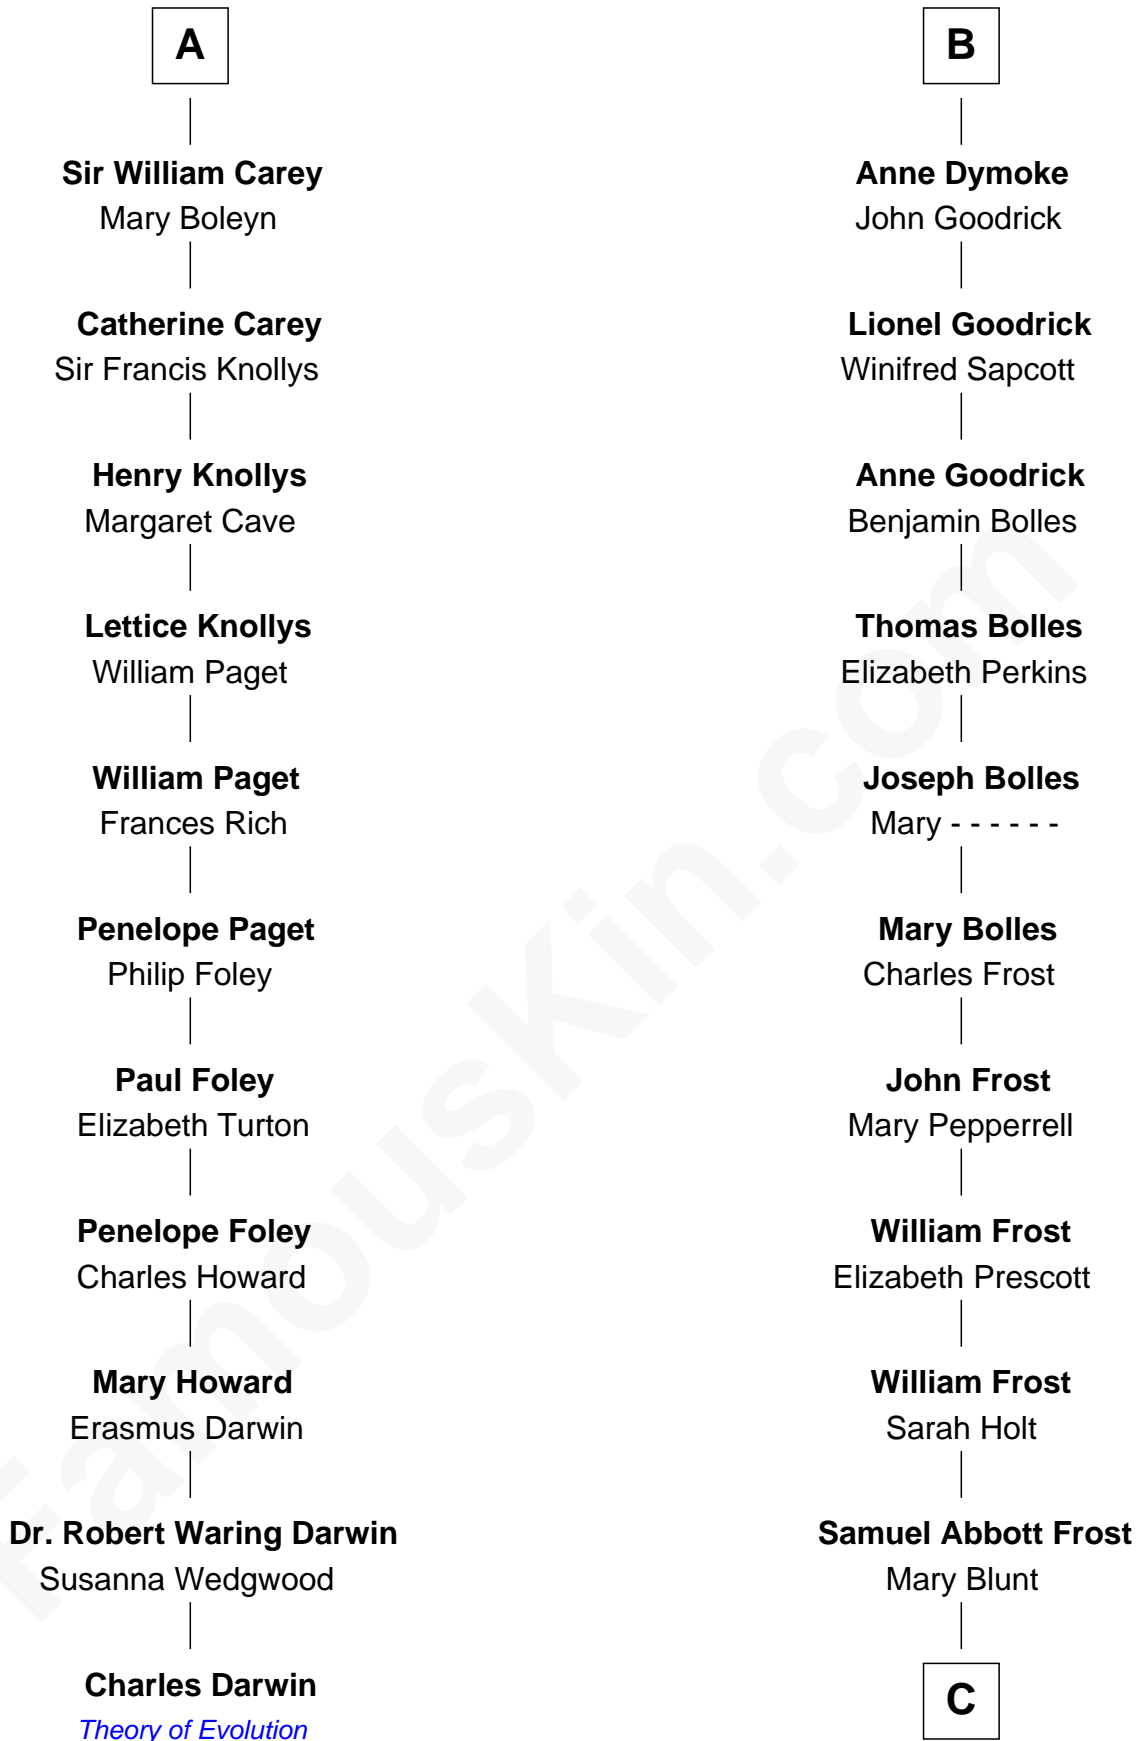 A
Sir William Carey
Mary Boleyn
Catherine Carey
Sir Francis Knollys
Henry Knollys
Margaret Cave
Lettice Knollys
William Paget
William Paget
Frances Rich
Penelope Paget
Philip Foley
Paul Foley
Elizabeth Turton
Penelope Foley
Charles Howard
Mary Howard
Erasmus Darwin
Dr. Robert Waring Darwin
Susanna Wedgwood
Charles Darwin
Theory of Evolution
B
Anne Dymoke
John Goodrick
Lionel Goodrick
Winifred Sapcott
Anne Goodrick
Benjamin Bolles
Thomas Bolles
Elizabeth Perkins
Joseph Bolles
Mary - - - - - -
Mary Bolles
Charles Frost
John Frost
Mary Pepperrell
William Frost
Elizabeth Prescott
William Frost
Sarah Holt
Samuel Abbott Frost
Mary Blunt
C
FamousKin.com